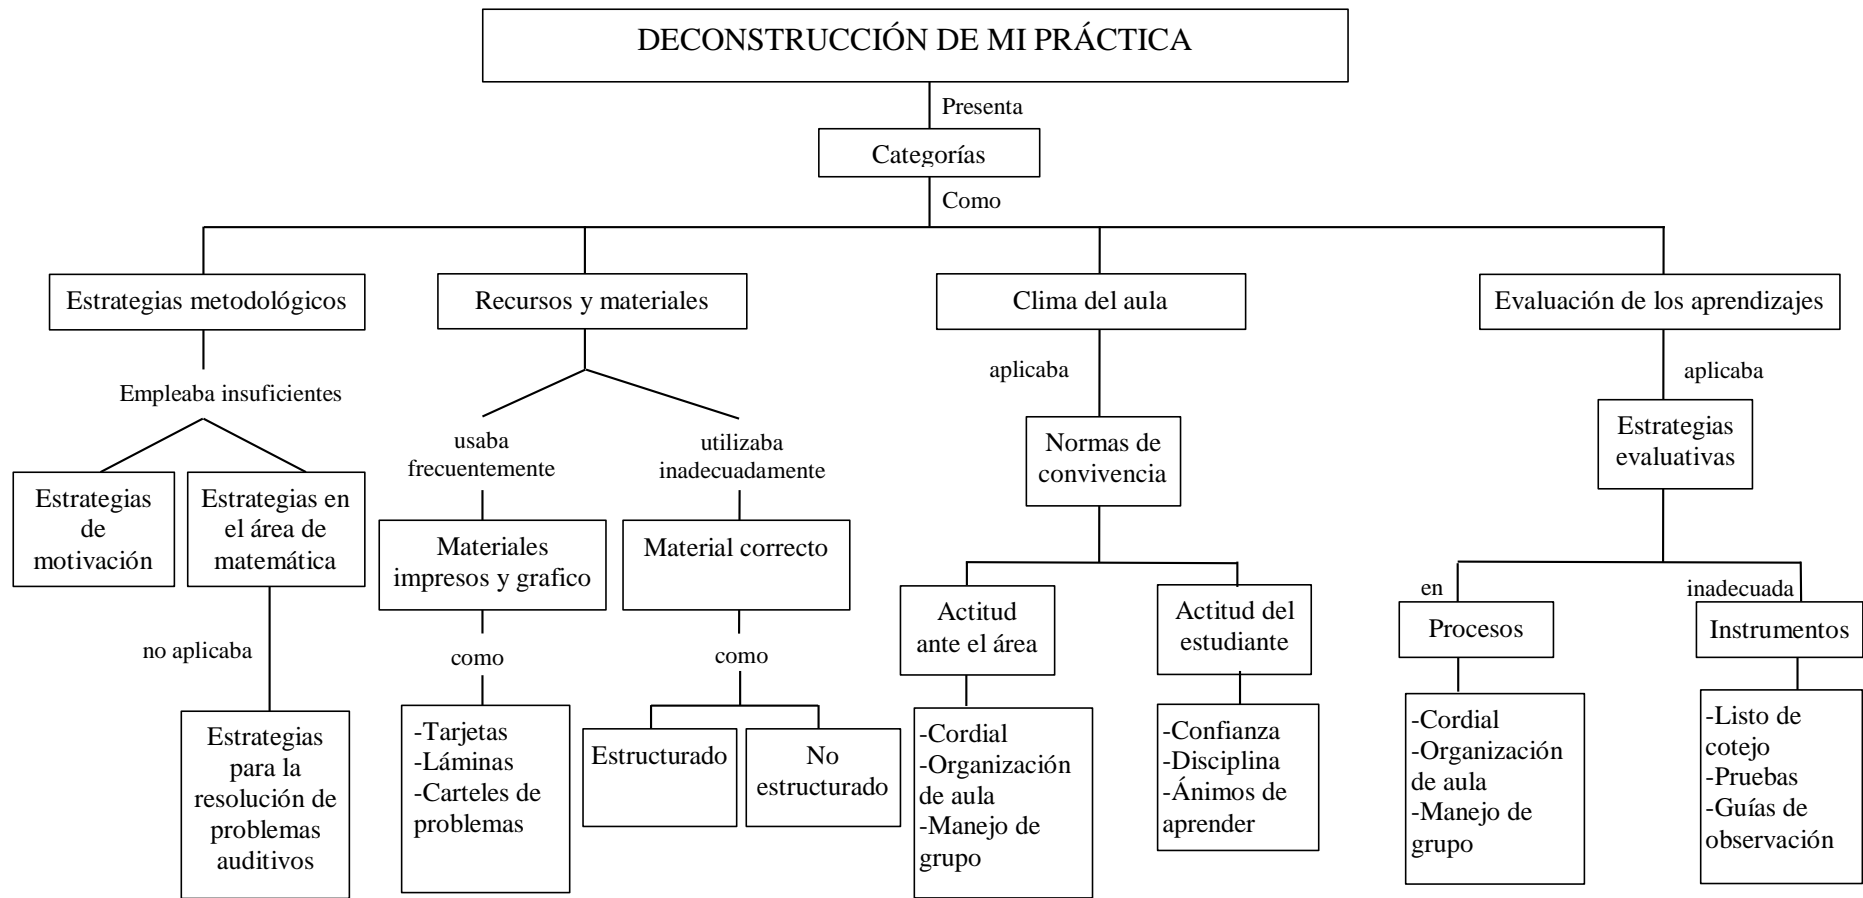 DECONSTRUCCIÓN DE MI PRÁCTICA
Presenta
Categorías
Como
Estrategias metodológicos
Empleaba insuficientes
Estrategias
de
motivación
Estrategias en
el área de
matemática
no aplicaba
Estrategias
para la
resolución de
problemas
auditivos
Recursos y materiales
usaba
frecuentemente
Materiales
impresos y grafico
como
-Tarjetas
-Láminas
-Carteles de
problemas
utilizaba
inadecuadamente
Material correcto
como
Estructurado
No
estructurado
Clima del aula
aplicaba
Normas de
convivencia
Actitud
ante el área
-Cordial
-Organización
de aula
-Manejo de
grupo
Actitud del
estudiante
-Confianza
-Disciplina
-Ánimos de
aprender
Evaluación de los aprendizajes
aplicaba
Estrategias
evaluativas
en
Procesos
-Cordial
-Organización
de aula
-Manejo de
grupo
inadecuada
Instrumentos
-Listo de
cotejo
-Pruebas
-Guías de
observación